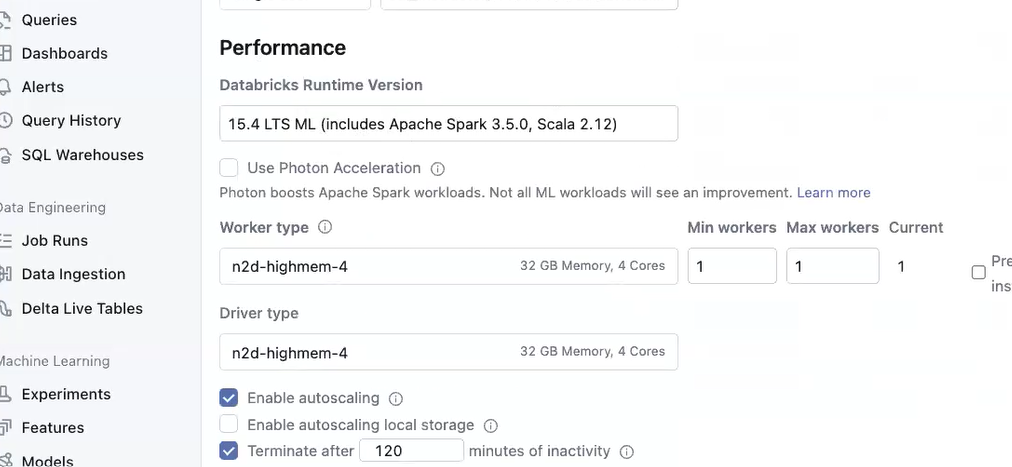 Queries
Dashboards
Alerts
Query History
SQL Warehouses
Data Engineering
Job Runs
Data Ingestion
Delta Live Tables
Machine Learning
Experiments
Features
Models
Performance
Databricks Runtime Version
15.4 LTS ML (includes Apache Spark 3.5.0, Scala 2.12)
Use Photon Acceleration
Photon boosts Apache Spark workloads. Not all ML workloads will see an improvement. Learn more
Worker type Min workers Max workers Current
n2d-highmem-4 32 GB Memory, 4 Cores 1 1 1
Pre
ins
Driver type
n2d-highmem-4 32 GB Memory, 4 Cores
Enable autoscaling
Enable autoscaling local storage
Terminate after 120 minutes of inactivity